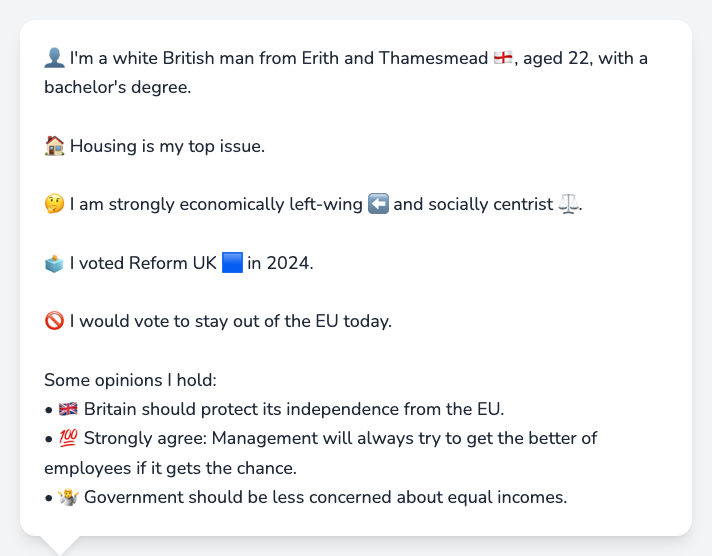 👤 I'm a white British man from Erith and Thamesmead 🏴󠁧󠁢󠁥󠁮󠁧󠁿, aged 22, with a
bachelor's degree.
🏠 Housing is my top issue.
🤔 I am strongly economically left-wing ⬅️ and socially centrist ⚖️.
🗳️ I voted Reform UK 🟦 in 2024.
🚫 I would vote to stay out of the EU today.
Some opinions I hold:
• 🇬🇧 Britain should protect its independence from the EU.
• 💯 Strongly agree: Management will always try to get the better of
employees if it gets the chance.
• 🤷 Government should be less concerned about equal incomes.